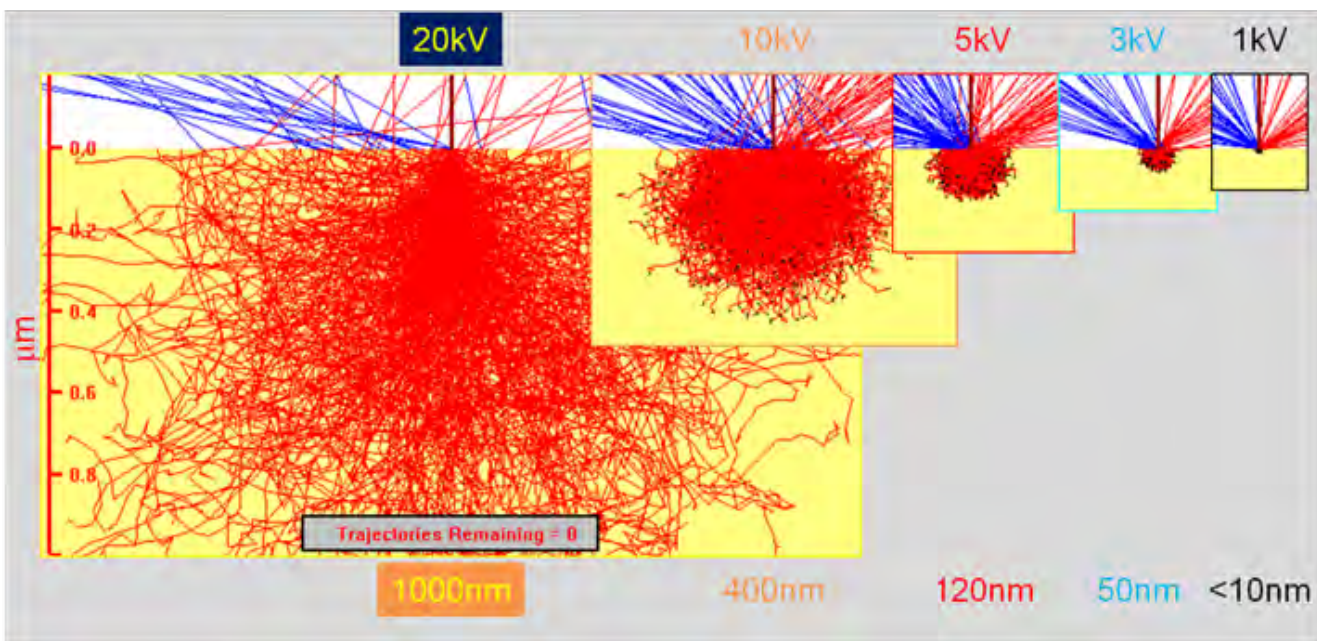 20kV 10kV 5kV 3kV 1kV
0.0
0.2
0.4
µm
0.6
0.8
Trajectories Remaining = 0
1000nm 400nm 120nm 50nm <10nm